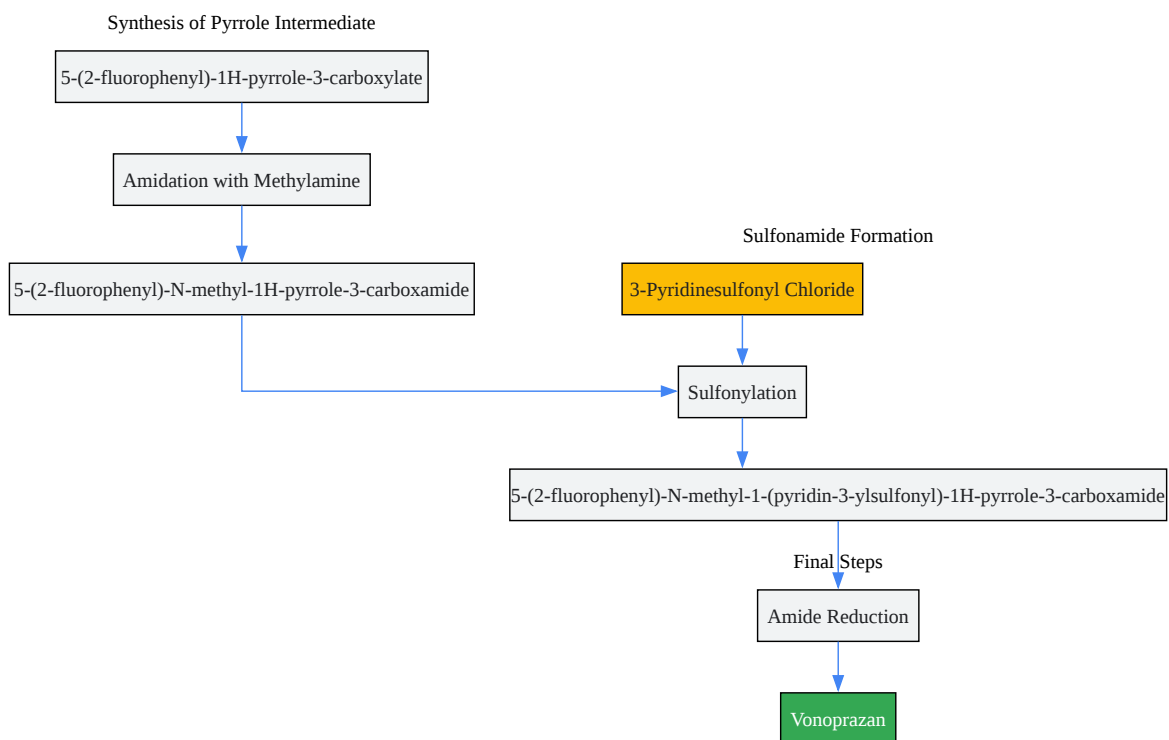 Synthesis of Pyrrole Intermediate
5-(2-fluorophenyl)-1H-pyrrole-3-carboxylate
Amidation with Methylamine
5-(2-fluorophenyl)-N-methyl-1H-pyrrole-3-carboxamide
Sulfonamide Formation
3-Pyridinesulfonyl Chloride
Sulfonylation
5-(2-fluorophenyl)-N-methyl-1-(pyridin-3-ylsulfonyl)-1H-pyrrole-3-carboxamide
Final Steps
Amide Reduction
Vonoprazan